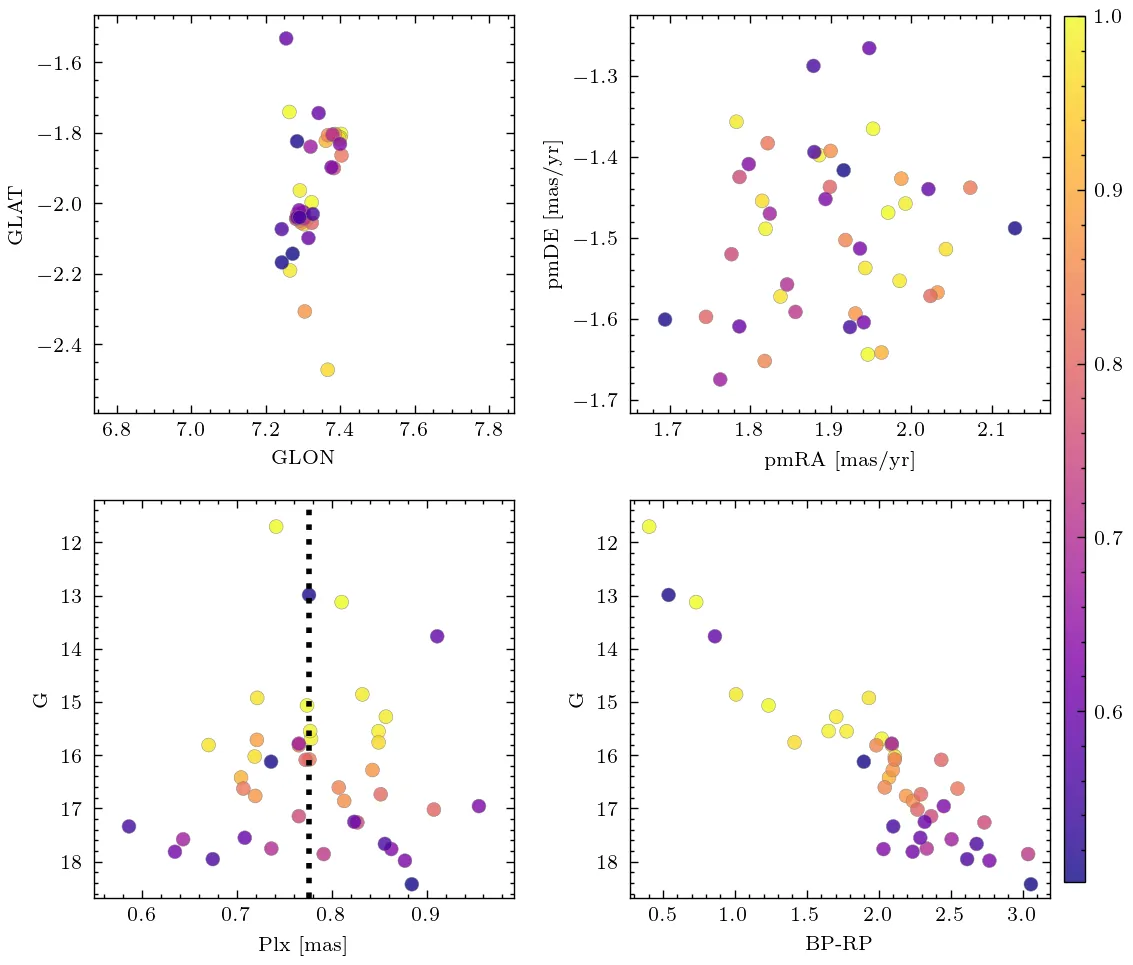 −1.6
−1.8
−2.0
−2.2
−2.4
GLAT
6.8 7.0 7.2 7.4 7.6 7.8
GLON
−1.3
−1.4
−1.5
−1.6
−1.7
pmDE [mas/yr]
1.7 1.8 1.9 2.0 2.1
pmRA [mas/yr]
12
13
14
15
16
17
18
G
0.6 0.7 0.8 0.9
Plx [mas]
12
13
14
15
16
17
18
G
0.5 1.0 1.5 2.0 2.5 3.0
BP-RP
1.0
0.9
0.8
0.7
0.6